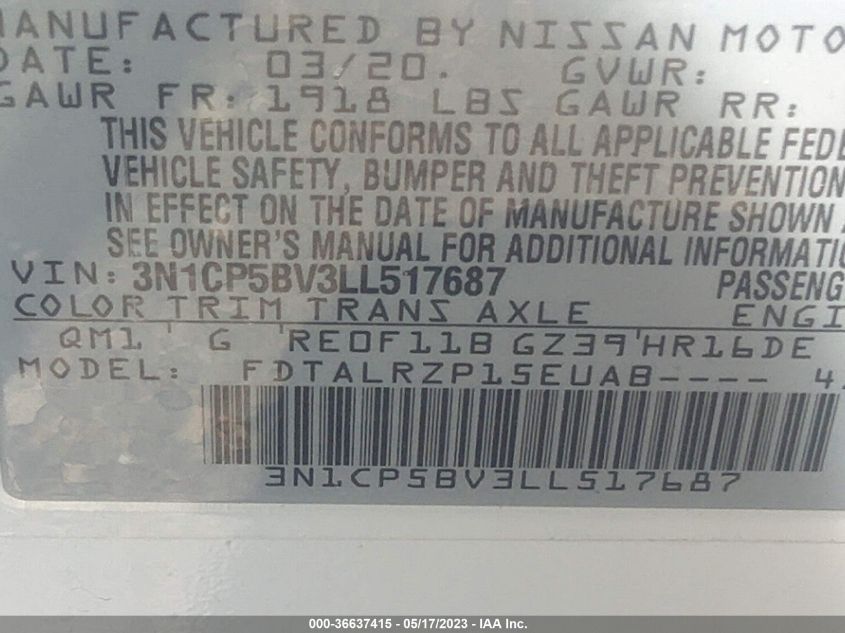 MANUFACTURED BY NISSAN MOTO
DATE: 03/20. GVWR:
GAWR FR: 1918 LBS GAWR RR:
THIS VEHICLE CONFORMS TO ALL APPLICABLE FEDE
VEHICLE SAFETY, BUMPER AND THEFT PREVENTION
IN EFFECT ON THE DATE OF MANUFACTURE SHOWN A
SEE OWNER'S MANUAL FOR ADDITIONAL INFORMATIO
VIN: 3N1CP5BV3LL517687 PASSENG
COLOR TRIM TRANS AXLE ENGI
QM1 ' G 'RE0F11B GZ39'HR16DE
MODEL: FDTALRZP15EUAB---- 4.
3N1CP5BV3LL517687
000-36637415 - 05/17/2023 - IAA Inc.